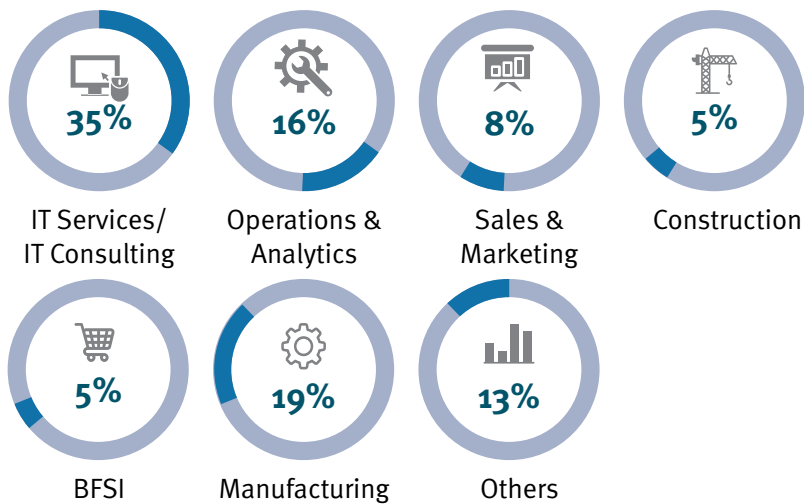 35%
IT Services/
IT Consulting
16%
Operations &
Analytics
8%
Sales &
Marketing
5%
Construction
5%
BFSI
19%
Manufacturing
13%
Others